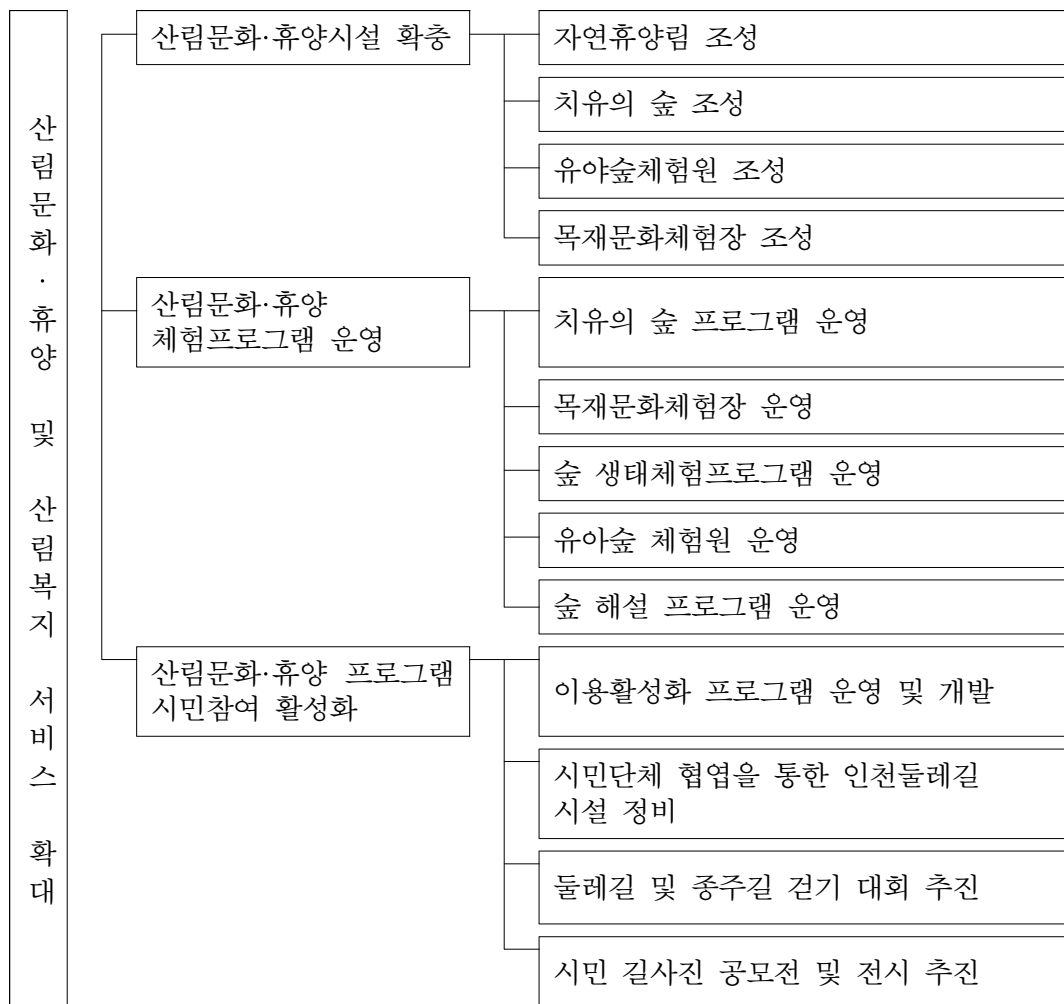 산림문화·휴양 및 산림복지 서비스 확대
산림문화·휴양시설 확충
자연휴양림 조성
치유의 숲 조성
유야숲체험원 조성
목재문화체험장 조성
산림문화·휴양
체험프로그램 운영
치유의 숲 프로그램 운영
목재문화체험장 운영
숲 생태체험프로그램 운영
유아숲 체험원 운영
숲 해설 프로그램 운영
산림문화·휴양 프로그램
시민참여 활성화
이용활성화 프로그램 운영 및 개발
시민단체 협엽을 통한 인천둘레길
시설 정비
둘레길 및 종주길 걷기 대회 추진
시민 길사진 공모전 및 전시 추진